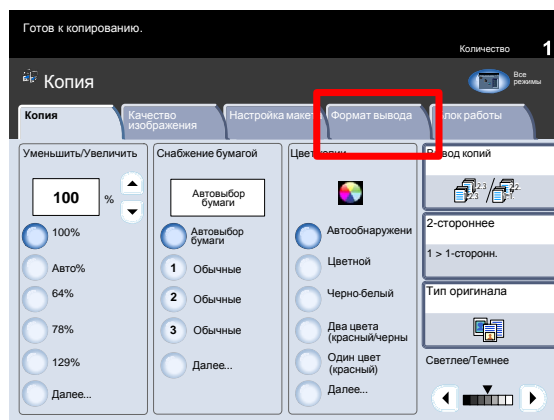 Готов к копированию.
Количество 1
Копия
Все
режимы
Копия
Качество
изображения
Настройка макет
Формат вывода
лок работы
Уменьшить/Увеличить
100 %
100%
Авто%
64%
78%
129%
Далее...
Снабжение бумагой
Автовыбор
бумаги
Автовыбор
бумаги
1 Обычные
2 Обычные
3 Обычные
Далее...
Цвет копии
Автообнаружени
Цветной
Черно-белый
Два цвета
(красный/черны
Один цвет
(красный)
Далее...
Вывод копий
2-стороннее
1 > 1-сторонн.
Тип оригинала
Светлее/Темнее